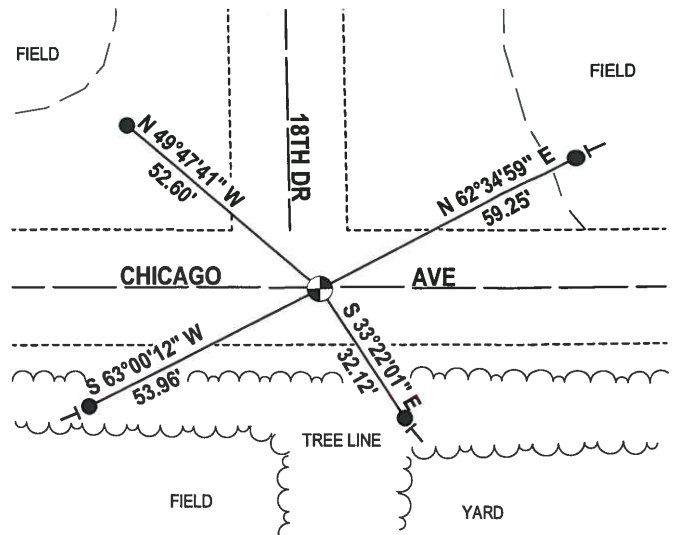 FIELD
FIELD
N 49°47'41" W
52.60'
18TH DR
N 62°34'59" E
59.25'
CHICAGO AVE
S 63°00'12" W
53.96'
S 33°22'01" E
32.12'
TREE LINE
FIELD
YARD